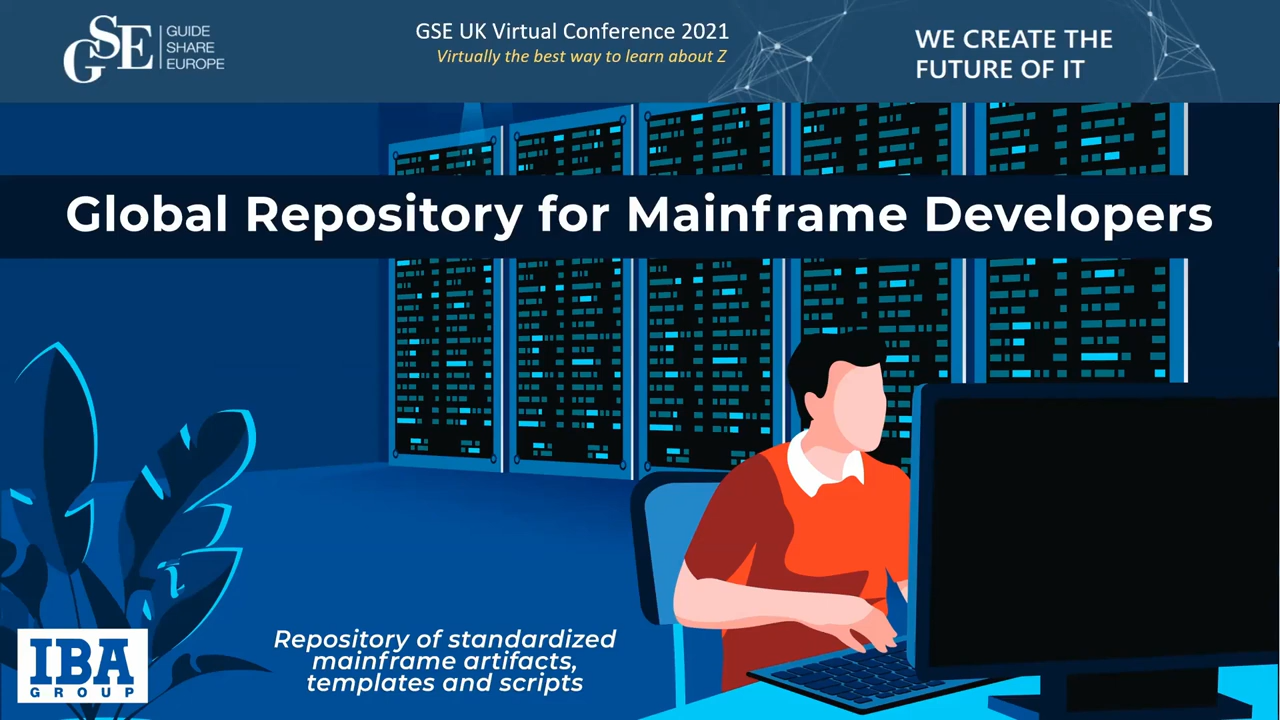 GSE
GUIDE
SHARE
EUROPE
GSE UK Virtual Conference 2021
Virtually the best way to learn about Z
WE CREATE THE
FUTURE OF IT
Global Repository for Mainframe Developers
IBA
GROUP
Repository of standardized
mainframe artifacts,
templates and scripts